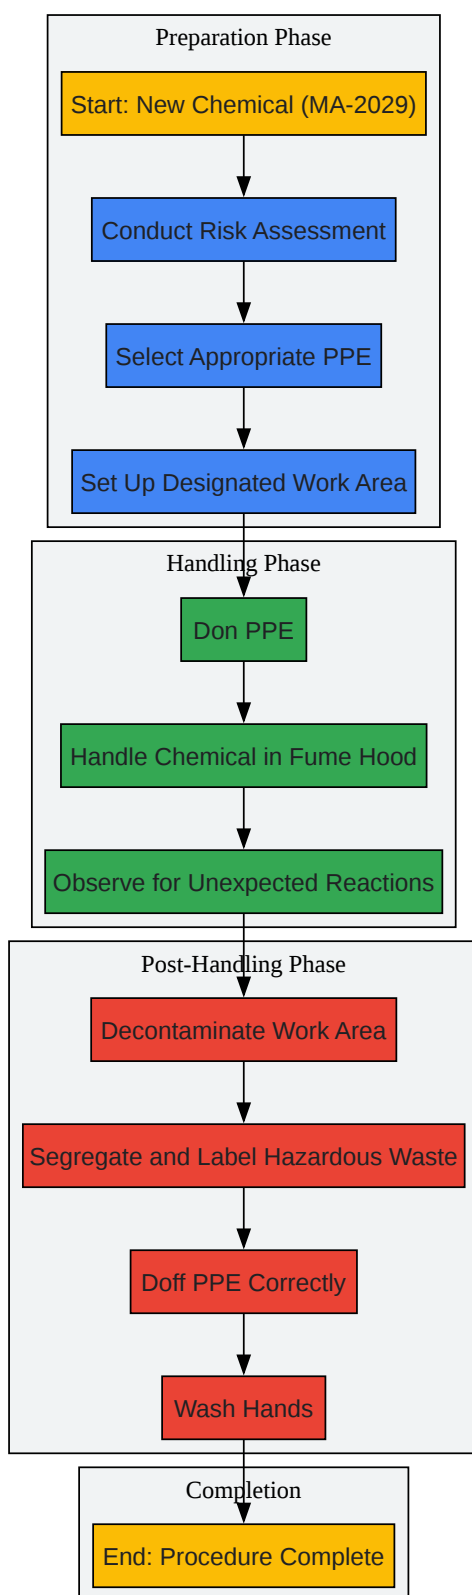 Preparation Phase
Start: New Chemical (MA-2029)
Conduct Risk Assessment
Select Appropriate PPE
Set Up Designated Work Area
Handling Phase
Don PPE
Handle Chemical in Fume Hood
Observe for Unexpected Reactions
Post-Handling Phase
Decontaminate Work Area
Segregate and Label Hazardous Waste
Doff PPE Correctly
Wash Hands
Completion
End: Procedure Complete